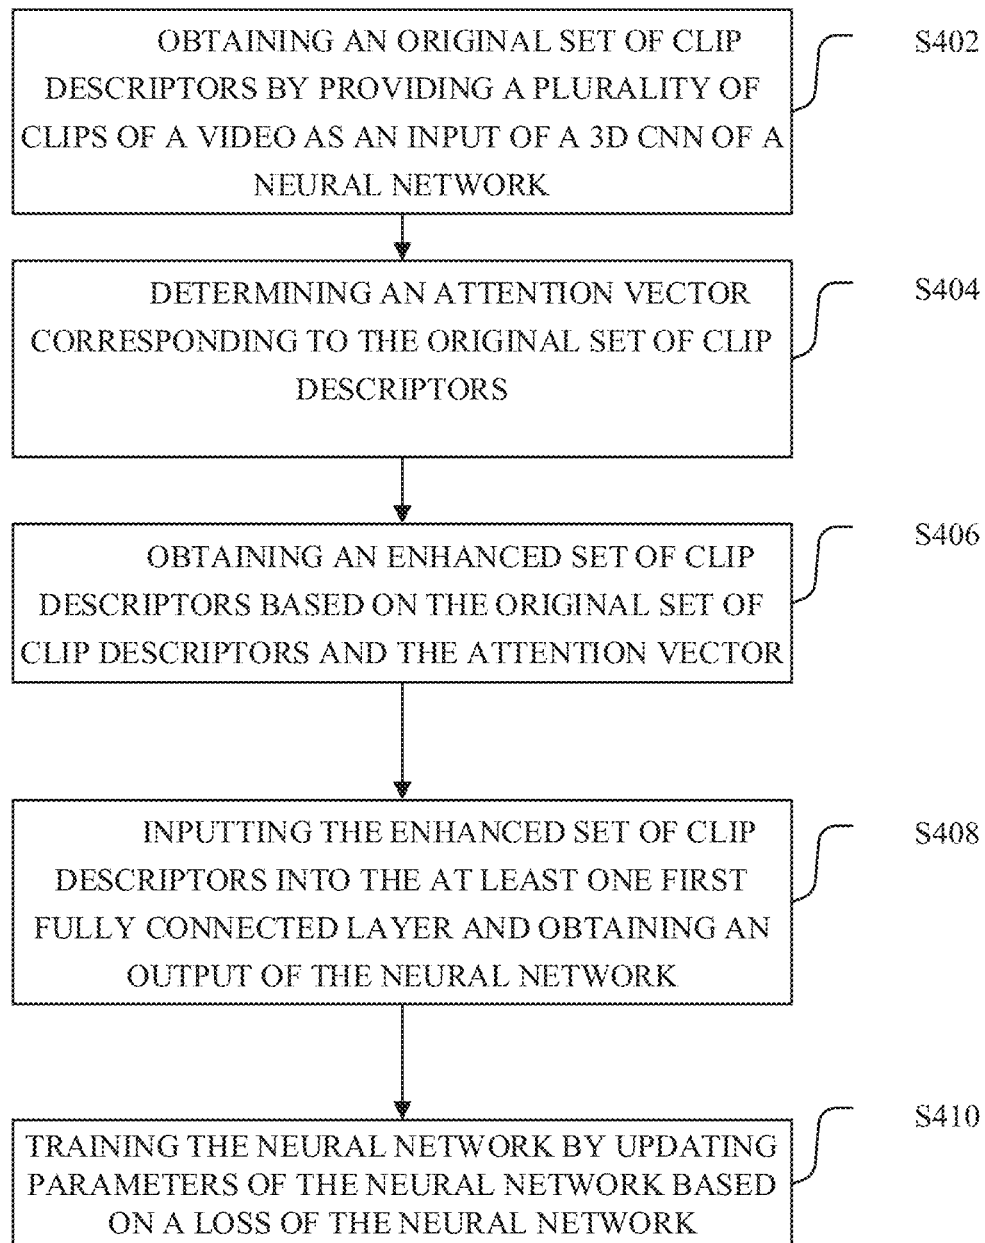 OBTAINING AN ORIGINAL SET OF CLIP
DESCRIPTORS BY PROVIDING A PLURALITY OF
CLIPS OF A VIDEO AS AN INPUT OF A 3D CNN OF A
NEURAL NETWORK
S402
DETERMINING AN ATTENTION VECTOR
CORRESPONDING TO THE ORIGINAL SET OF CLIP
DESCRIPTORS
S404
OBTAINING AN ENHANCED SET OF CLIP
DESCRIPTORS BASED ON THE ORIGINAL SET OF
CLIP DESCRIPTORS AND THE ATTENTION VECTOR
S406
INPUTTING THE ENHANCED SET OF CLIP
DESCRIPTORS INTO THE AT LEAST ONE FIRST
FULLY CONNECTED LAYER AND OBTAINING AN
OUTPUT OF THE NEURAL NETWORK
S408
TRAINING THE NEURAL NETWORK BY UPDATING
PARAMETERS OF THE NEURAL NETWORK BASED
ON A LOSS OF THE NEURAL NETWORK
S410